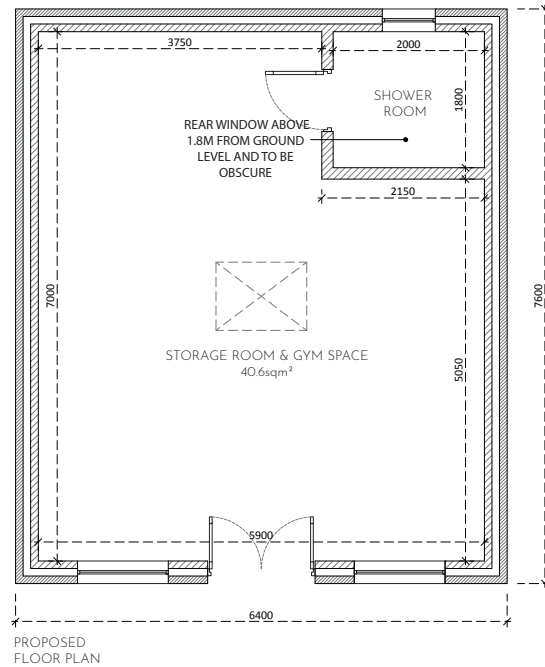 3750
2000
SHOWER
ROOM
1800
REAR WINDOW ABOVE
1.8M FROM GROUND
LEVEL AND TO BE
OBSCURE
2150
7000
7600
STORAGE ROOM & GYM SPACE
40.6sqm²
5050
5900
6400
PROPOSED
FLOOR PLAN